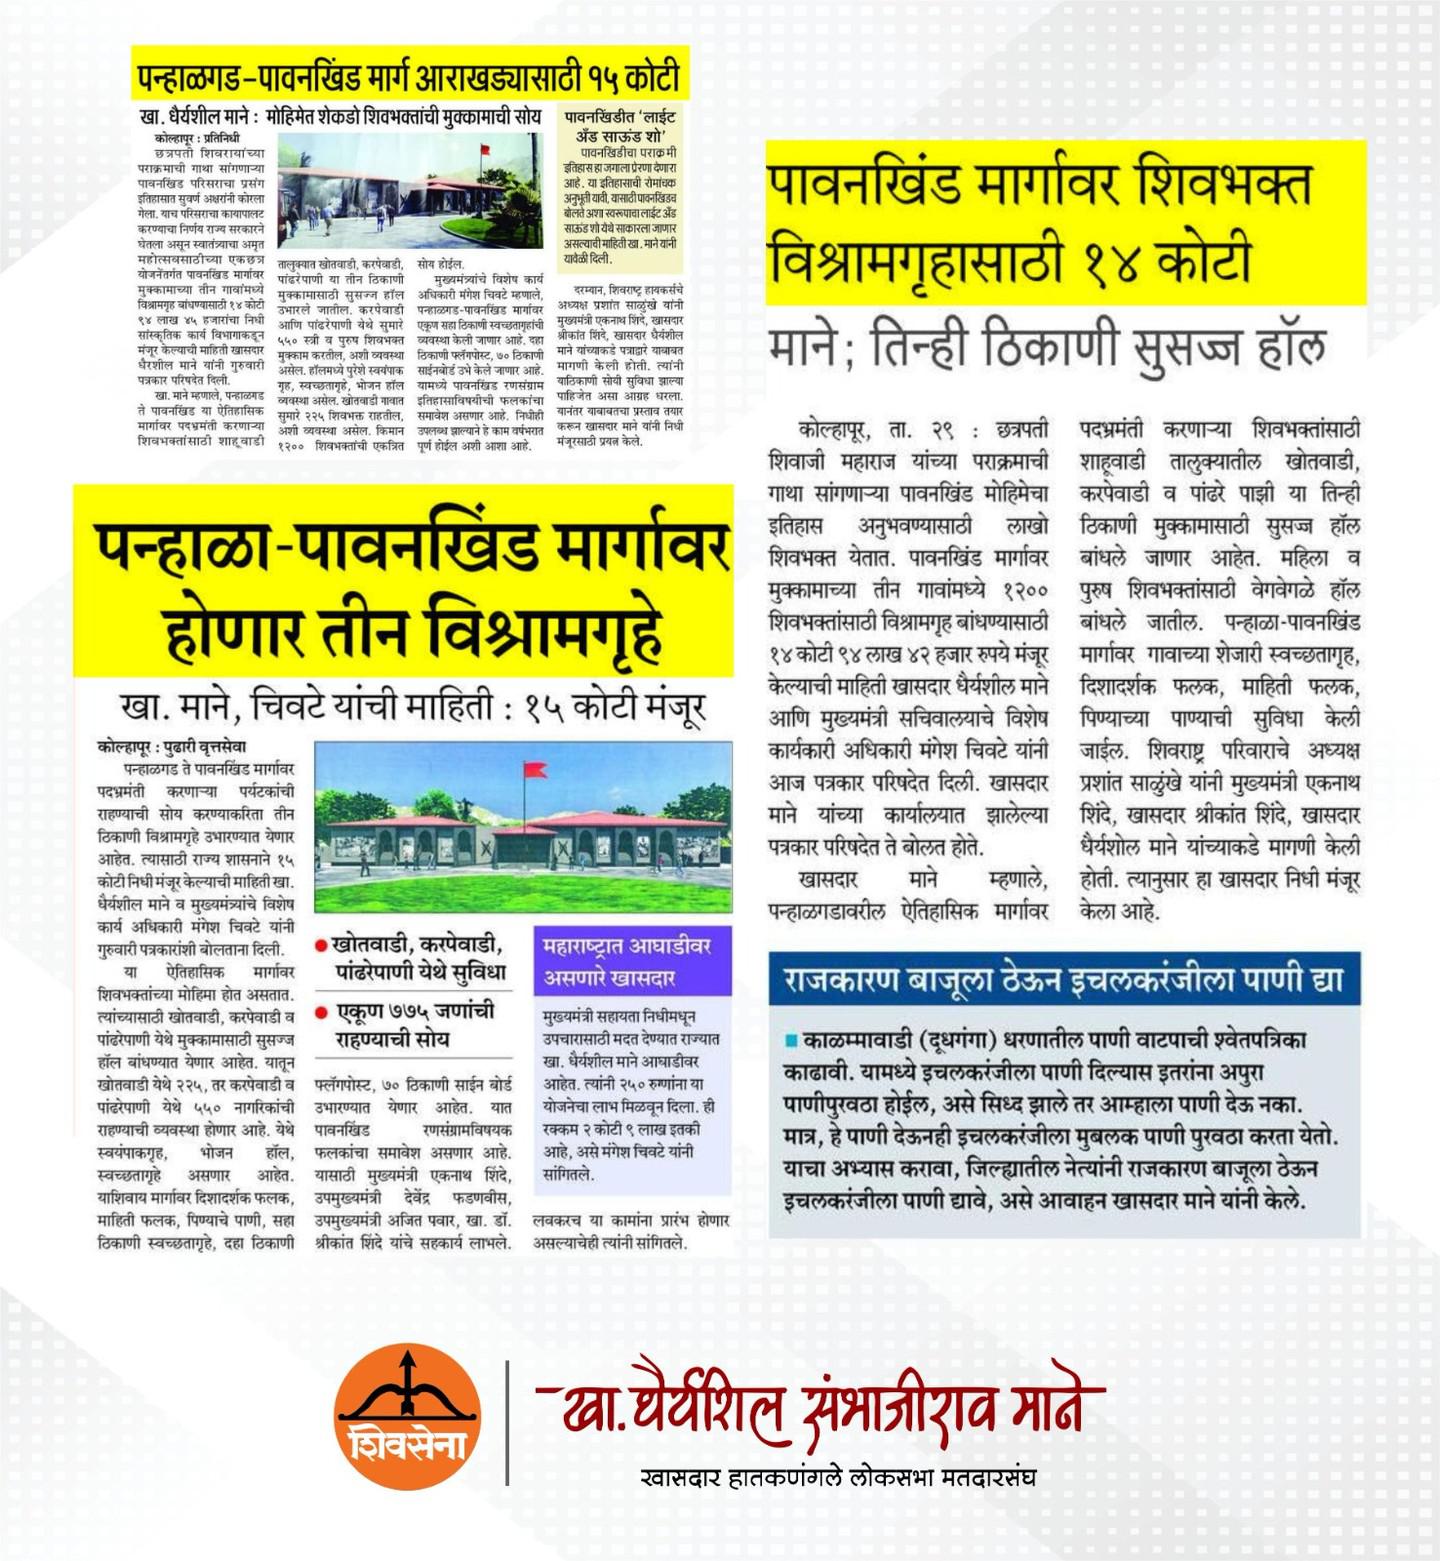 पन्हाळगड-पावनखिंड मार्ग आराखड्यासाठी १५ कोटी
खा. धैर्यशील माने : मोहिमेत शेकडो शिवभक्तांची मुक्कामाची सोय
कोल्हापूर : प्रतिनिधी
छत्रपती शिवरायांच्या
पराक्रमाची गाथा सांगणाऱ्या
पावनखिंड परिसराचा प्रसंग
इतिहासात सुवर्ण अक्षरांनी कोरला
गेला. याच परिसराचा कायापालट
करण्याचा निर्णय राज्य सरकारने
घेतला असून स्वातंत्र्याचा अमृत
महोत्सवासाठीच्या एकछत्र
योजनेंतर्गत पावनखिंड मार्गावर
मुक्कामाच्या तीन गावांमध्ये
विश्रामगृह बांधण्यासाठी १४ कोटी
९४ लाख ४५ हजारांचा निधी
सांस्कृतिक कार्य विभागाकडून
मंजूर केल्याची माहिती खासदार
धैरशील माने यांनी गुरुवारी
पत्रकार परिषदेत दिली.
खा. माने म्हणाले, पन्हाळगड
ते पावनखिंड या ऐतिहासिक
मार्गावर पदभ्रमंती करणाऱ्या
शिवभक्तांसाठी शाहूवाडी
तालुक्यात खोतवाडी, करपेवाडी,
पांढरेपाणी या तीन ठिकाणी
मुक्कामासाठी सुसज्ज हॉल
उभारले जातील. करपेवाडी
आणि पांढरेपाणी येथे सुमारे
५५० स्त्री व पुरुष शिवभक्त
मुक्काम करतील, अशी व्यवस्था
असेल. हॉलमध्ये पुरेशे स्वयंपाक
गृह, स्वच्छतागृह, भोजन हॉल
व्यवस्था असेल. खोतवाडी गावात
सुमारे २२५ शिवभक्त राहतील,
अशी व्यवस्था असेल. किमान
१२०० शिवभक्तांची एकत्रित
सोय होईल.
मुख्यमंत्र्यांचे विशेष कार्य
अधिकारी मंगेश चिवटे म्हणाले,
पन्हाळगड-पावनखिंड मार्गावर
एकूण सहा ठिकाणी स्वच्छतागृहांची
व्यवस्था केली जाणार आहे. दहा
ठिकाणी फ्लॅगपोस्ट, ७० ठिकाणी
साईनबोर्ड उभे केले जाणार आहे.
यामध्ये पावनखिंड रणसंग्राम
इतिहासाविषयीची फलकांचा
समावेश असणार आहे. निधीही
उपलब्ध झाल्याने हे काम वर्षभरात
पूर्ण होईल अशी आशा आहे.
पावनखिंडीत 'लाईट
अँड साऊंड शो'
पावनखिंडीचा पराक्रमी
इतिहास हा जगाला प्रेरणा देणारा
आहे. या इतिहासाची रोमांचक
अनुभूती यावी, यासाठी पावनखिंडच
बोलते अशा स्वरूपाचा लाईट अँड
साऊंड शो येथे साकारला जाणार
असल्याची माहिती खा. माने यांनी
यावेळी दिली.
दरम्यान, शिवराष्ट्र हायकर्सचे
अध्यक्ष प्रशांत साळुंखे यांनी
मुख्यमंत्री एकनाथ शिंदे, खासदार
श्रीकांत शिंदे, खासदार धैर्यशील
माने यांच्याकडे पत्राद्वारे याबाबत
मागणी केली होती. त्यांनी
याठिकाणी सोयी सुविधा झाल्या
पाहिजेत असा आग्रह धरला.
यानंतर याबाबतचा प्रस्ताव तयार
करून खासदार माने यांनी निधी
मंजूरसाठी प्रयत्न केले.
पन्हाळा-पावनखिंड मार्गावर
होणार तीन विश्रामगृहे
खा. माने, चिवटे यांची माहिती : १५ कोटी मंजूर
कोल्हापूर : पुढारी वृत्तसेवा
पन्हाळगड ते पावनखिंड मार्गावर
पदभ्रमंती करणाऱ्या पर्यटकांची
राहण्याची सोय करण्याकरिता तीन
ठिकाणी विश्रामगृहे उभारण्यात येणार
आहेत. त्यासाठी राज्य शासनाने १५
कोटी निधी मंजूर केल्याची माहिती खा.
धैर्यशील माने व मुख्यमंत्र्यांचे विशेष
कार्य अधिकारी मंगेश चिवटे यांनी
गुरुवारी पत्रकारांशी बोलताना दिली.
या ऐतिहासिक मार्गावर
शिवभक्तांच्या मोहिमा होत असतात.
त्यांच्यासाठी खोतवाडी, करपेवाडी व
पांढरेपाणी येथे मुक्कामासाठी सुसज्ज
हॉल बांधण्यात येणार आहे. यातून
खोतवाडी येथे २२५, तर करपेवाडी व
पांढरेपाणी येथे ५५० नागरिकांची
राहण्याची व्यवस्था होणार आहे. येथे
स्वयंपाकगृह, भोजन हॉल,
स्वच्छतागृहे असणार आहेत.
याशिवाय मार्गावर दिशादर्शक फलक,
माहिती फलक, पिण्याचे पाणी, सहा
ठिकाणी स्वच्छतागृहे, दहा ठिकाणी
● खोतवाडी, करपेवाडी,
पांढरेपाणी येथे सुविधा
● एकूण ७७५ जणांची
राहण्याची सोय
फ्लॅगपोस्ट, ७० ठिकाणी साईन बोर्ड
उभारण्यात येणार आहेत. यात
पावनखिंड रणसंग्रामविषयक
फलकांचा समावेश असणार आहे.
यासाठी मुख्यमंत्री एकनाथ शिंदे,
उपमुख्यमंत्री देवेंद्र फडणवीस,
उपमुख्यमंत्री अजित पवार, खा. डॉ.
श्रीकांत शिंदे यांचे सहकार्य लाभले.
महाराष्ट्रात आघाडीवर
असणारे खासदार
मुख्यमंत्री सहायता निधीमधून
उपचारासाठी मदत देण्यात राज्यात
खा. धैर्यशील माने आघाडीवर
आहेत. त्यांनी २५० रुग्णांना या
योजनेचा लाभ मिळवून दिला. ही
रक्कम २ कोटी ९ लाख इतकी
आहे, असे मंगेश चिवटे यांनी
सांगितले.
लवकरच या कामांना प्रारंभ होणार
असल्याचेही त्यांनी सांगितले.
पावनखिंड मार्गावर शिवभक्त
विश्रामगृहासाठी १४ कोटी
माने; तिन्ही ठिकाणी सुसज्ज हॉल
कोल्हापूर, ता. २९ : छत्रपती
शिवाजी महाराज यांच्या पराक्रमाची
गाथा सांगणाऱ्या पावनखिंड मोहिमेचा
इतिहास अनुभवण्यासाठी लाखो
शिवभक्त येतात. पावनखिंड मार्गावर
मुक्कामाच्या तीन गावांमध्ये १२००
शिवभक्तांसाठी विश्रामगृह बांधण्यासाठी
१४ कोटी ९४ लाख ४२ हजार रुपये मंजूर
केल्याची माहिती खासदार धैर्यशील माने
आणि मुख्यमंत्री सचिवालयाचे विशेष
कार्यकारी अधिकारी मंगेश चिवटे यांनी
आज पत्रकार परिषदेत दिली. खासदार
माने यांच्या कार्यालयात झालेल्या
पत्रकार परिषदेत ते बोलत होते.
खासदार माने म्हणाले,
पन्हाळगडावरील ऐतिहासिक मार्गावर
पदभ्रमंती करणाऱ्या शिवभक्तांसाठी
शाहूवाडी तालुक्यातील खोतवाडी,
करपेवाडी व पांढरे पाझी या तिन्ही
ठिकाणी मुक्कामासाठी सुसज्ज हॉल
बांधले जाणार आहेत. महिला व
पुरुष शिवभक्तांसाठी वेगवेगळे हॉल
बांधले जातील. पन्हाळा-पावनखिंड
मार्गावर गावाच्या शेजारी स्वच्छतागृह,
दिशादर्शक फलक, माहिती फलक,
पिण्याच्या पाण्याची सुविधा केली
जाईल. शिवराष्ट्र परिवाराचे अध्यक्ष
प्रशांत साळुंखे यांनी मुख्यमंत्री एकनाथ
शिंदे, खासदार श्रीकांत शिंदे, खासदार
धैर्यशोल माने यांच्याकडे मागणी केली
होती. त्यानुसार हा खासदार निधी मंजूर
केला आहे.
राजकारण बाजूला ठेऊन इचलकरंजीला पाणी द्या
■ काळम्मावाडी (दूधगंगा) धरणातील पाणी वाटपाची श्वेतपत्रिका
काढावी. यामध्ये इचलकरंजीला पाणी दिल्यास इतरांना अपुरा
पाणीपुरवठा होईल, असे सिध्द झाले तर आम्हाला पाणी देऊ नका.
मात्र, हे पाणी देऊनही इचलकरंजीला मुबलक पाणी पुरवठा करता येतो.
याचा अभ्यास करावा, जिल्ह्यातील नेत्यांनी राजकारण बाजूला ठेऊन
इचलकरंजीला पाणी द्यावे, असे आवाहन खासदार माने यांनी केले.
शिवसेना
खा. धैर्यशिल संभाजीराव माने
खासदार हातकणंगले लोकसभा मतदारसंघ